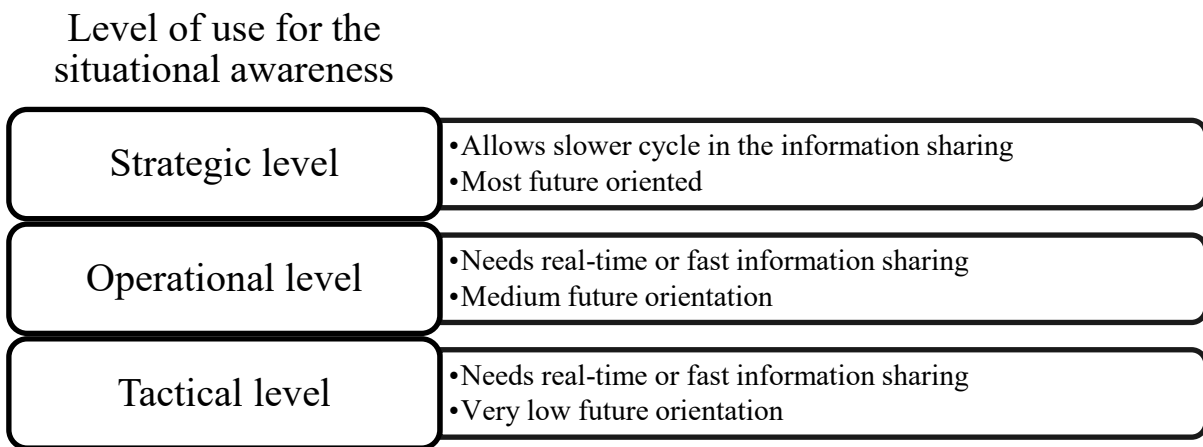 Level of use for the
situational awareness
Strategic level
•Allows slower cycle in the information sharing
•Most future oriented
Operational level
•Needs real-time or fast information sharing
•Medium future orientation
Tactical level
•Needs real-time or fast information sharing
•Very low future orientation